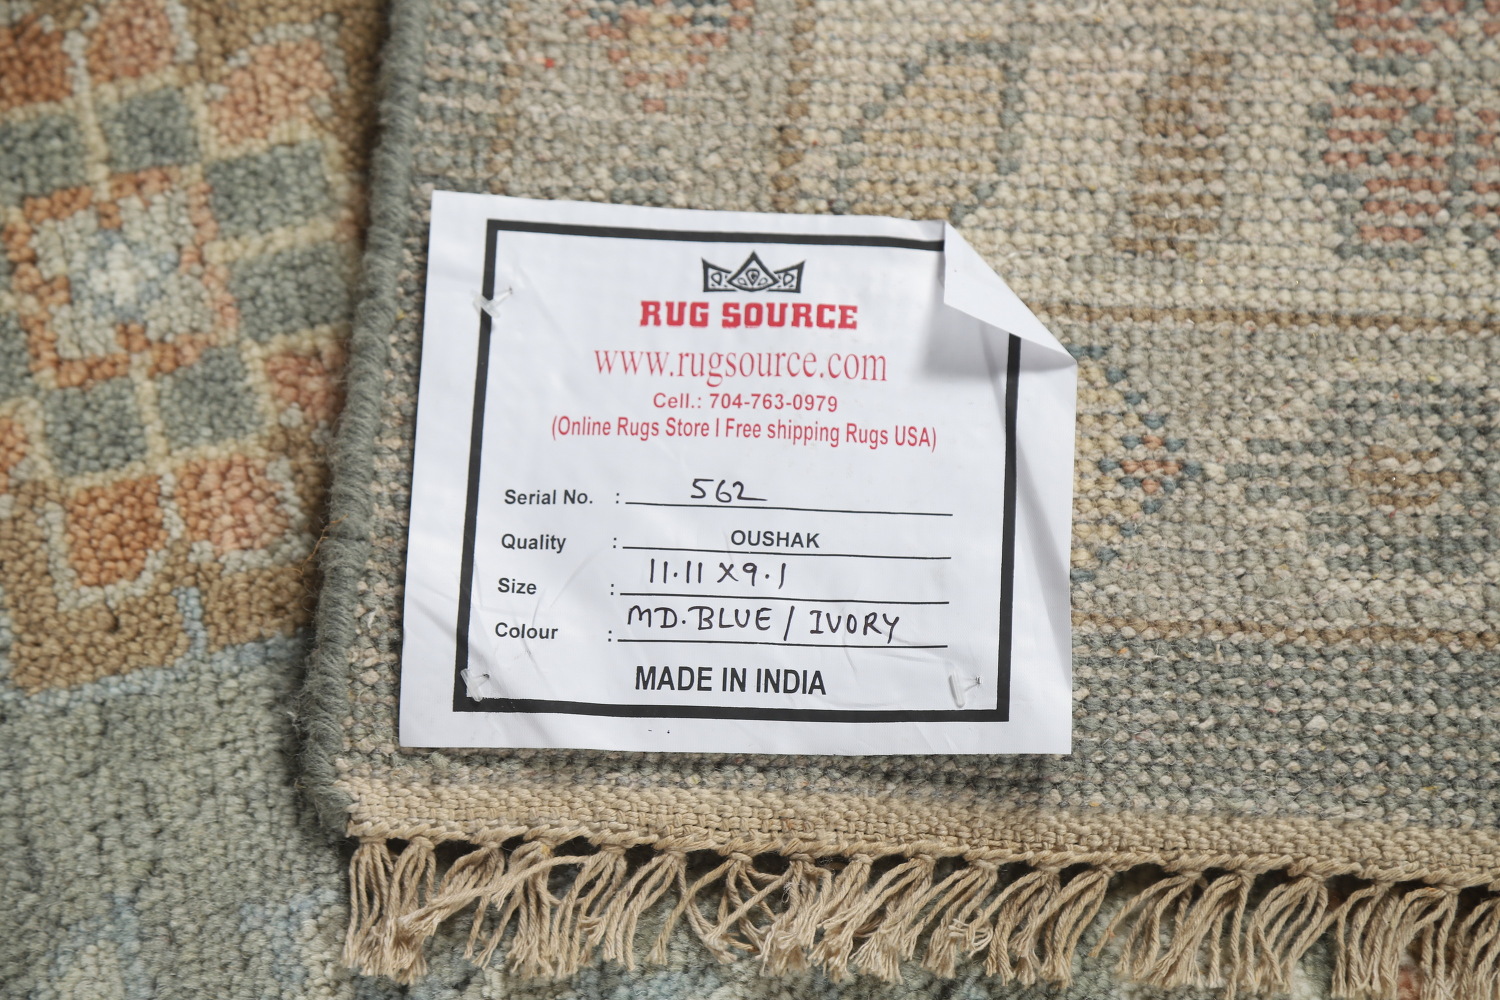 RUG SOURCE
www.rugsource.com
Cell.: 704-763-0979
(Online Rugs Store I Free shipping Rugs USA)
Serial No. : 562
Quality : OUSHAK
Size : 11.11 X 9.1
Colour : MD. BLUE / IVORY
MADE IN INDIA